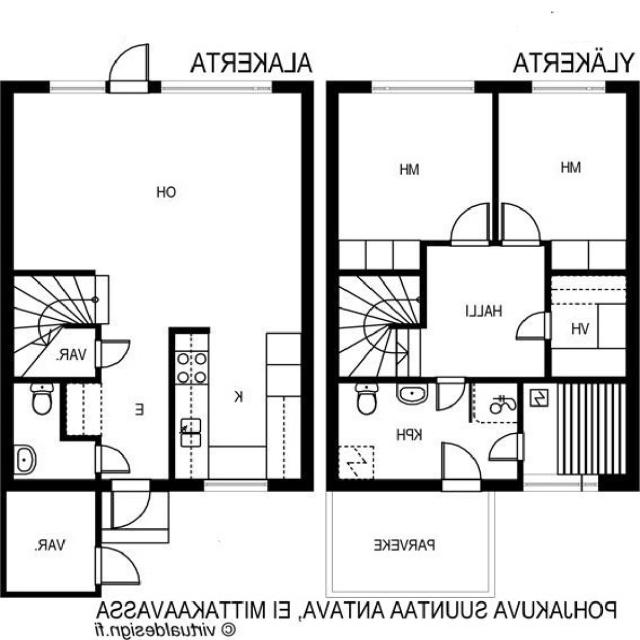 ALAKERTA
YLÄKERTA
OH
MH
MH
HALLI
VH
VAR.
E
K
KPH
VAR.
PARVEKE
POHJAKUVA SUUNTAA ANTAVA, EI MITTAKAAVASSA
© virtualdesign.fi